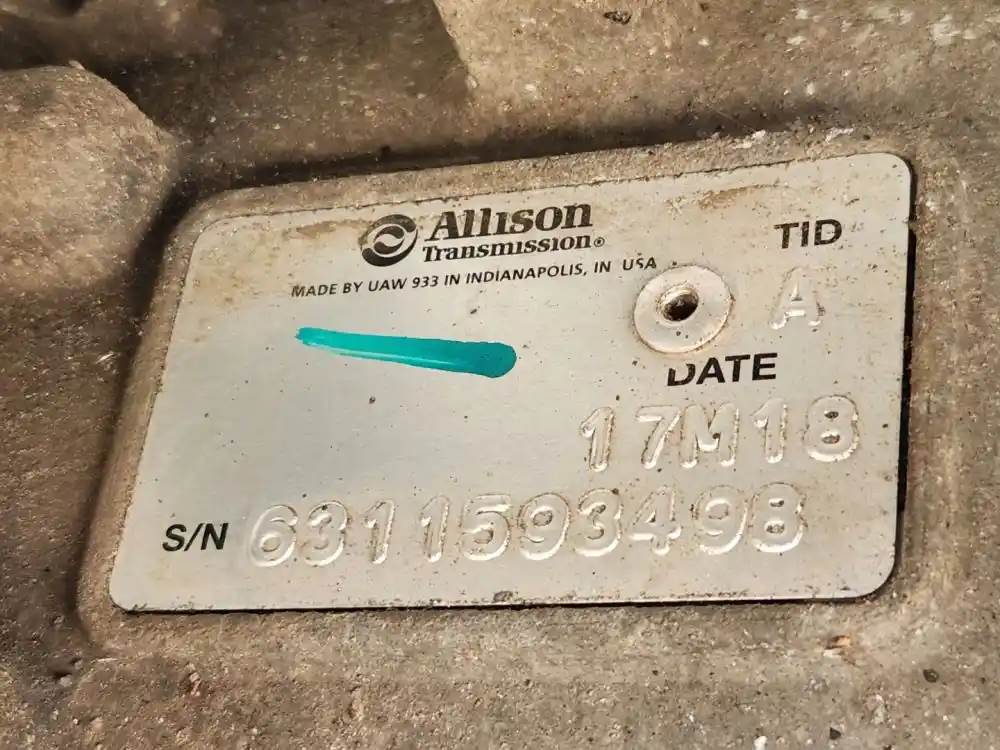 Allison
Transmission®
MADE BY UAW 933 IN INDIANAPOLIS, IN USA
TID
A
DATE
17M18
S/N 6311593498